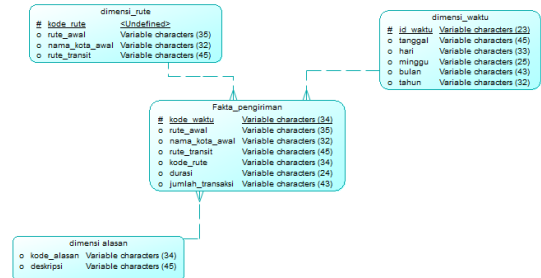 dimensi_rute
# kode_rute <Undefined>
o rute_awal Variable characters (35)
o nama_kota_awal Variable characters (32)
o rute_transit Variable characters (45)
dimensi_waktu
# id_waktu Variable characters (23)
o tanggal Variable characters (45)
o hari Variable characters (33)
o minggu Variable characters (25)
o bulan Variable characters (43)
o tahun Variable characters (32)
Fakta_pengiriman
# kode_waktu Variable characters (34)
o rute_awal Variable characters (35)
o nama_kota_awal Variable characters (32)
o rute_transit Variable characters (45)
o kode_rute Variable characters (34)
o durasi Variable characters (24)
o jumlah_transaksi Variable characters (43)
dimensi alasan
o kode_alasan Variable characters (34)
o deskripsi Variable characters (45)